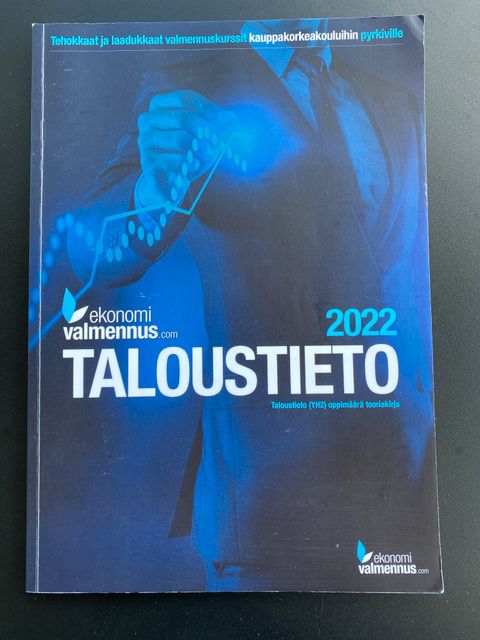 Tehokkaat ja laadukkaat valmennuskurssit kauppakorkeakouluihin pyrkiville
ekonomi
valmennus.com
2022
TALOUSTIETO
Taloustieto (YH2) oppimäärä teoriakirja
ekonomi
valmennus.com